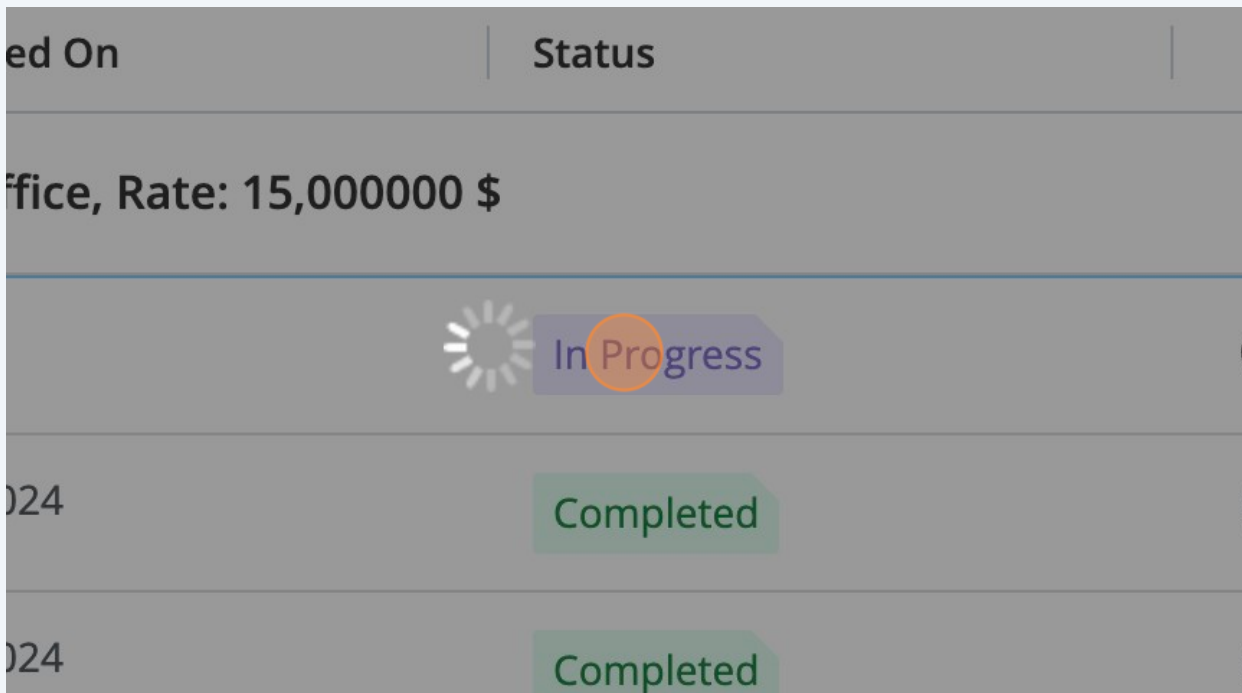 ed On Status
ffice, Rate: 15,000000 $
In Progress
024 Completed
024 Completed